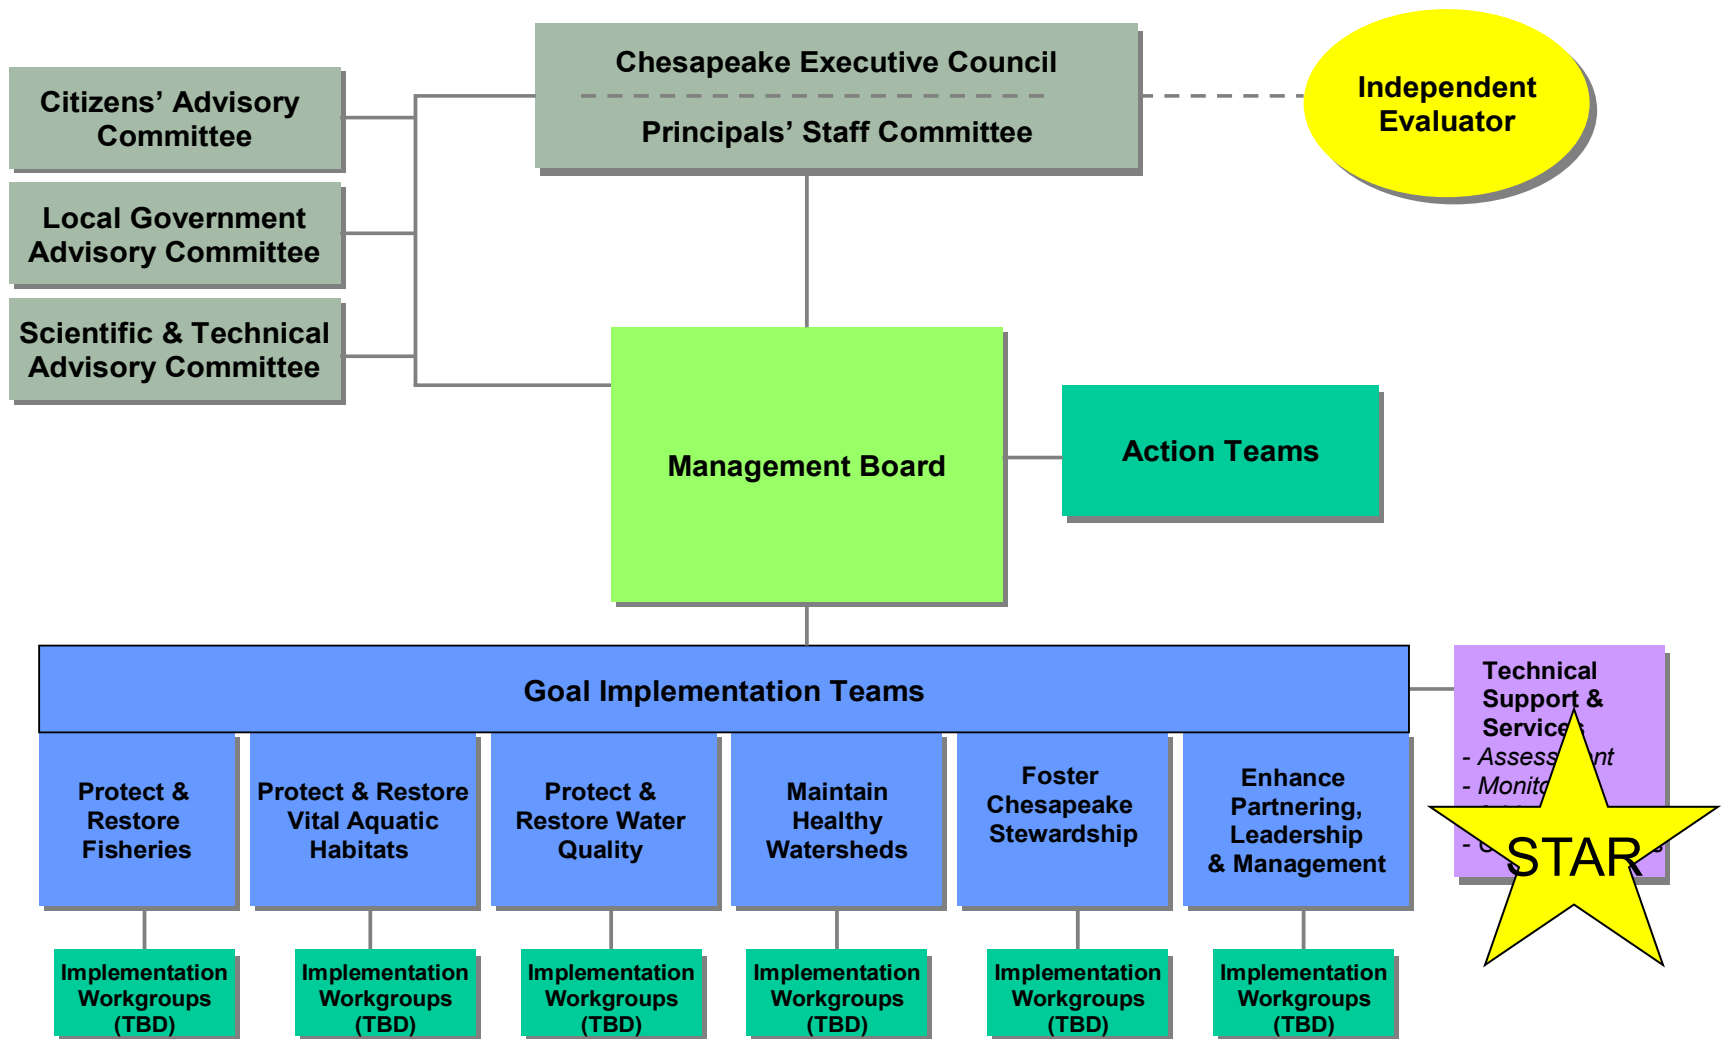 Chesapeake Executive Council
Principals’ Staff Committee
Independent
Evaluator
Citizens’ Advisory
Committee
Local Government
Advisory Committee
Scientific & Technical
Advisory Committee
Management Board
Action Teams
Goal Implementation Teams
Technical
Support &
Services
- Assessment
STAR
Protect &
Restore
Fisheries
Protect & Restore
Vital Aquatic
Habitats
Protect &
Restore Water
Quality
Maintain
Healthy
Watersheds
Foster
Chesapeake
Stewardship
Enhance
Partnering,
Leadership
& Management
Implementation
Workgroups
(TBD)
Implementation
Workgroups
(TBD)
Implementation
Workgroups
(TBD)
Implementation
Workgroups
(TBD)
Implementation
Workgroups
(TBD)
Implementation
Workgroups
(TBD)